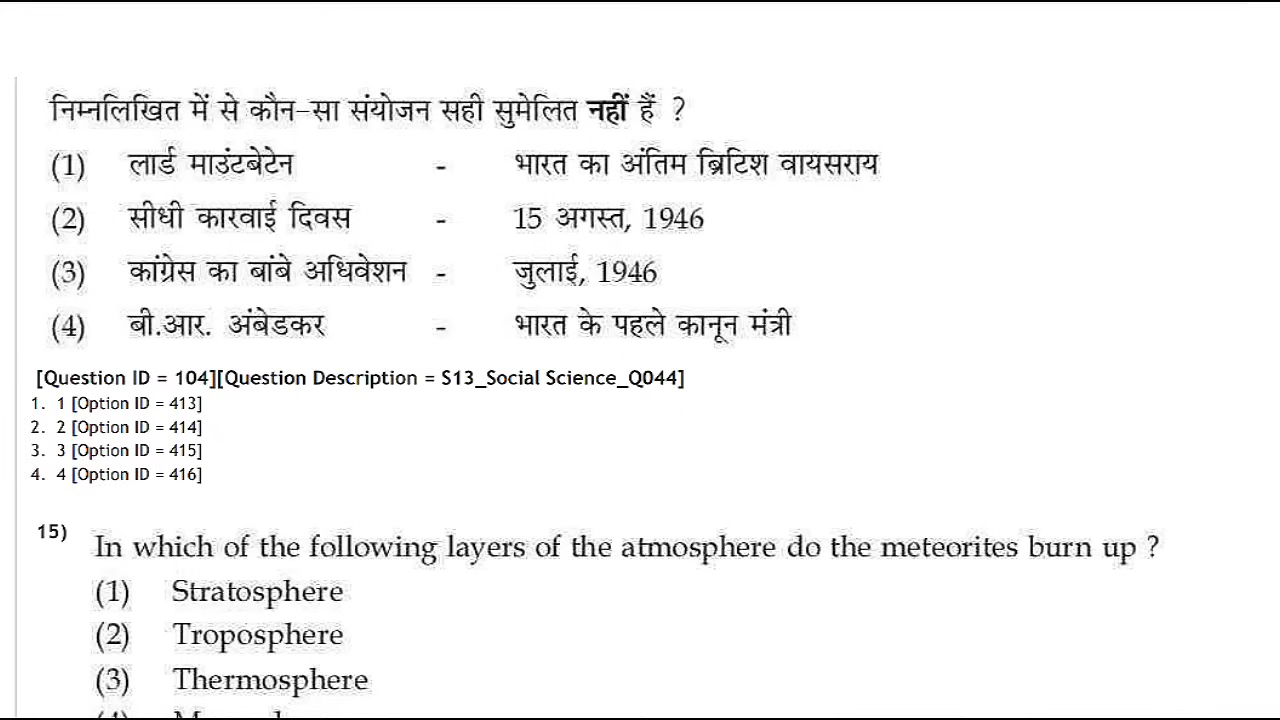 निम्नलिखित में से कौन-सा संयोजन सही सुमेलित नहीं हैं ?
(1) लार्ड माउंटबेटेन - भारत का अंतिम ब्रिटिश वायसराय
(2) सीधी कारवाई दिवस - 15 अगस्त, 1946
(3) कांग्रेस का बांबे अधिवेशन - जुलाई, 1946
(4) बी.आर. अंबेडकर - भारत के पहले कानून मंत्री
[Question ID = 104][Question Description = S13_Social Science_Q044]
1. 1 [Option ID = 413]
2. 2 [Option ID = 414]
3. 3 [Option ID = 415]
4. 4 [Option ID = 416]
15) In which of the following layers of the atmosphere do the meteorites burn up ?
(1) Stratosphere
(2) Troposphere
(3) Thermosphere